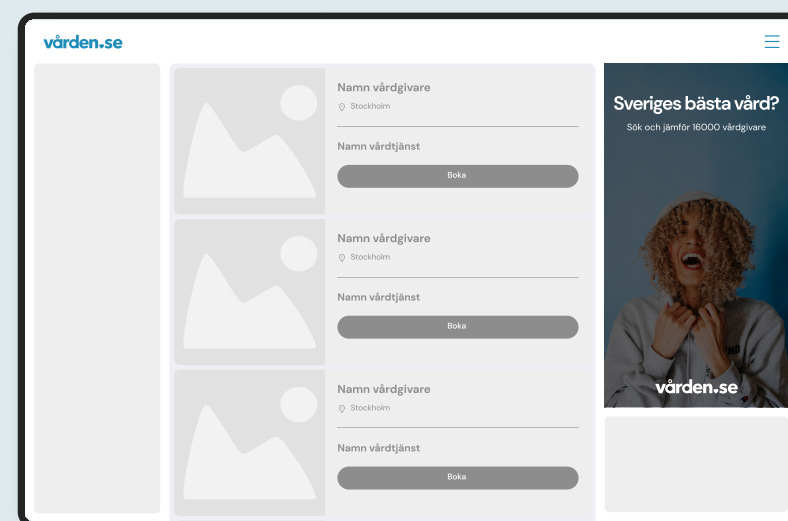 vården.se
Namn vårdgivare
Stockholm
Namn vårdtjänst
Boka
Namn vårdgivare
Stockholm
Namn vårdtjänst
Boka
Namn vårdgivare
Stockholm
Namn vårdtjänst
Boka
Sveriges bästa vård?
Sök och jämför 16000 vårdgivare
vården.se